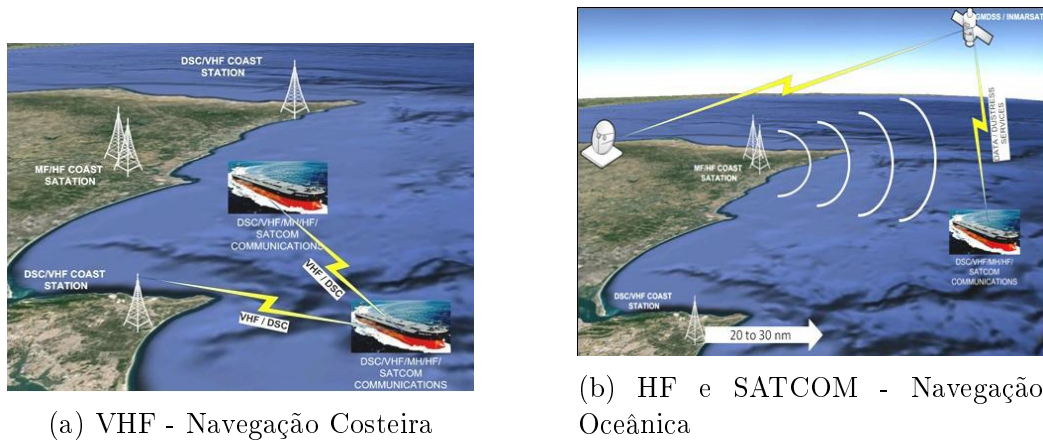 DSC/VHF COAST
STATION
MF/HF COAST
SATATION
DSC/VHF/MH/HF/
SATCOM
COMMUNICATIONS
VHF / DSC
DSC/VHF COAST
STATION
VHF / DSC
DSC/VHF/MH/HF/
SATCOM
COMMUNICATIONS
(a) VHF - Navegação Costeira
GMDSS / INMARSAT
DATA / DUSTRESS
SERVICES
MF/HF COAST
SATATION
DSC/VHF/MH/HF/
SATCOM
COMMUNICATIONS
DSC/VHF COAST
STATION
20 to 30 nm
(b) HF e SATCOM - Navegação
Oceânica